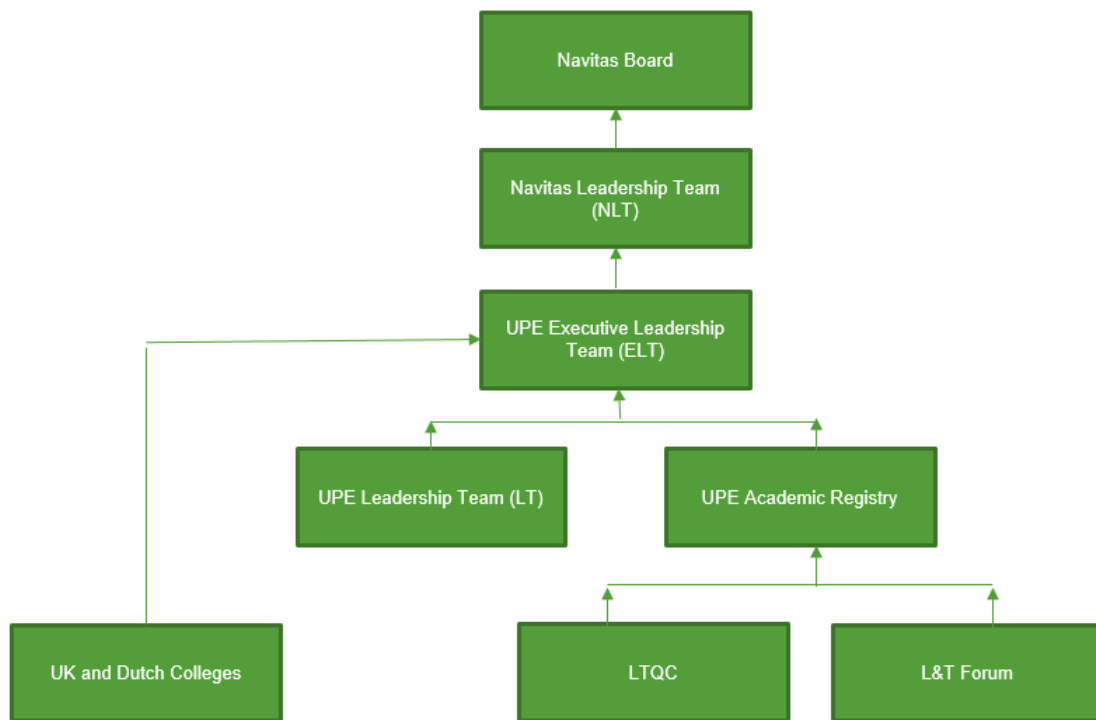 Navitas Board
Navitas Leadership Team
(NLT)
UPE Executive Leadership
Team (ELT)
UPE Leadership Team (LT)
UPE Academic Registry
UK and Dutch Colleges
LTQC
L&T Forum